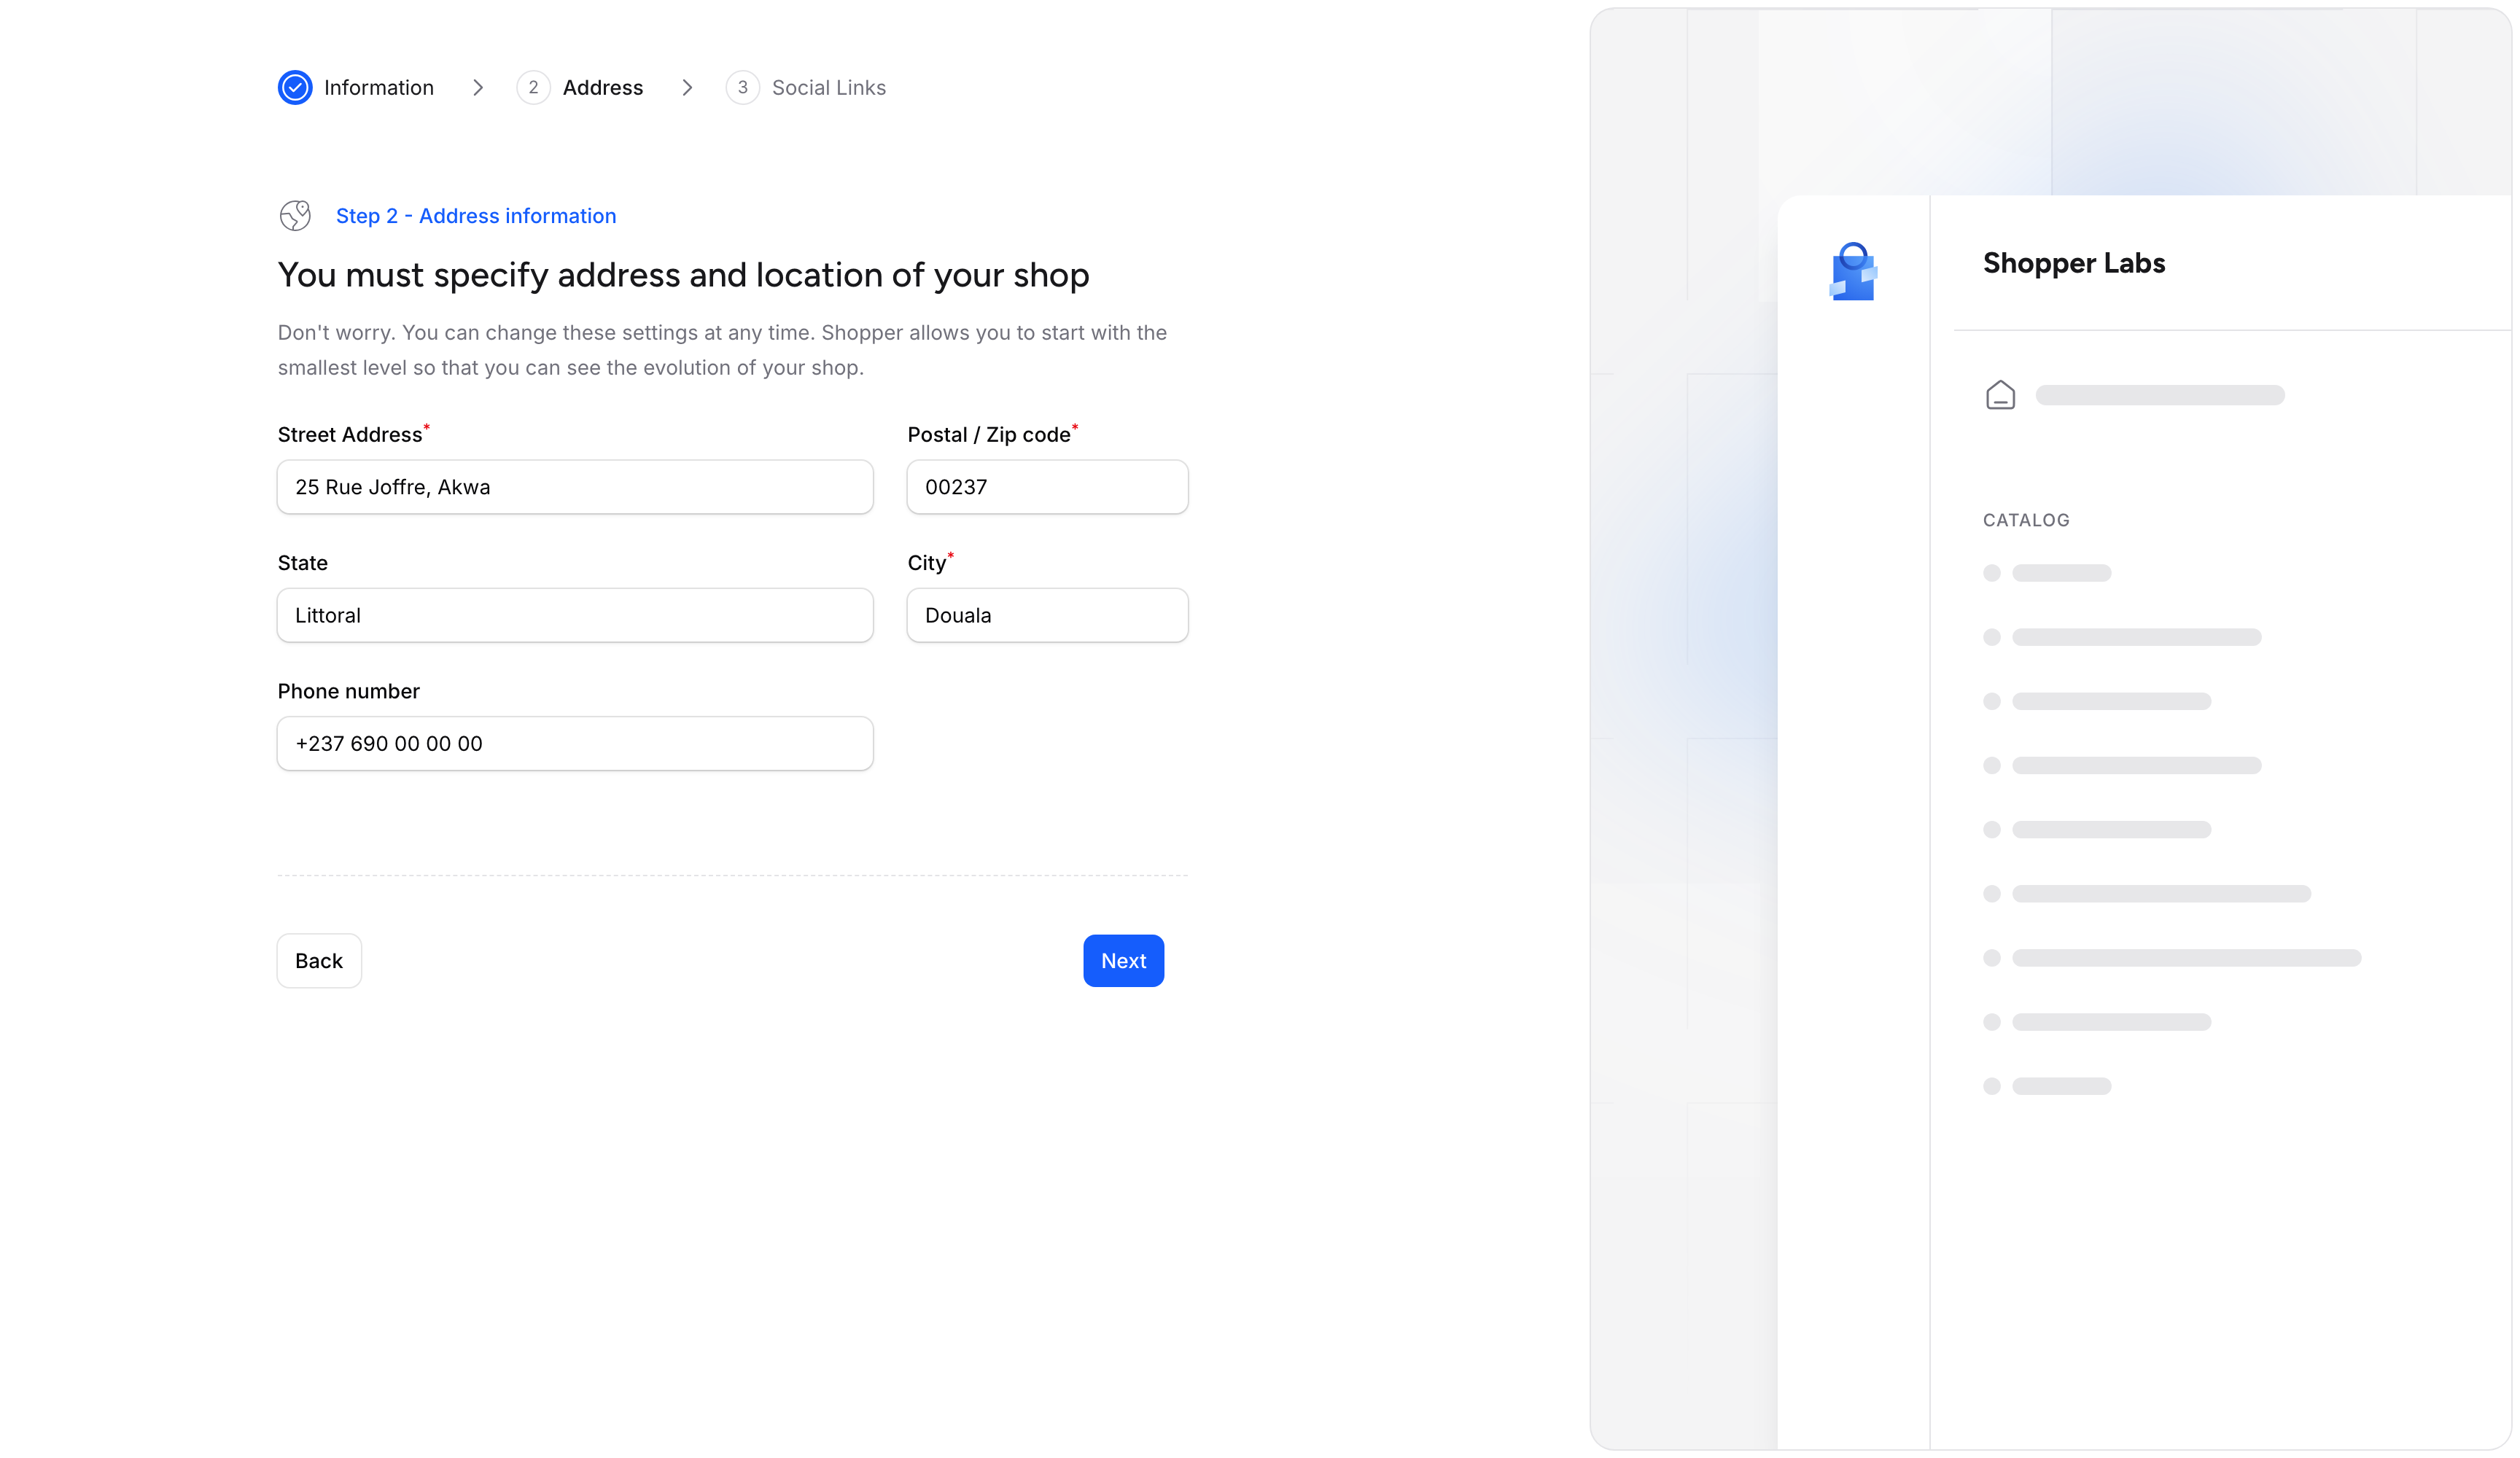 Information
2 Address
3 Social Links
Step 2 - Address information
You must specify address and location of your shop
Don't worry. You can change these settings at any time. Shopper allows you to start with the
smallest level so that you can see the evolution of your shop.
Street Address*
25 Rue Joffre, Akwa
Postal / Zip code*
00237
State
Littoral
City*
Douala
Phone number
+237 690 00 00 00
Back
Next
Shopper Labs
CATALOG